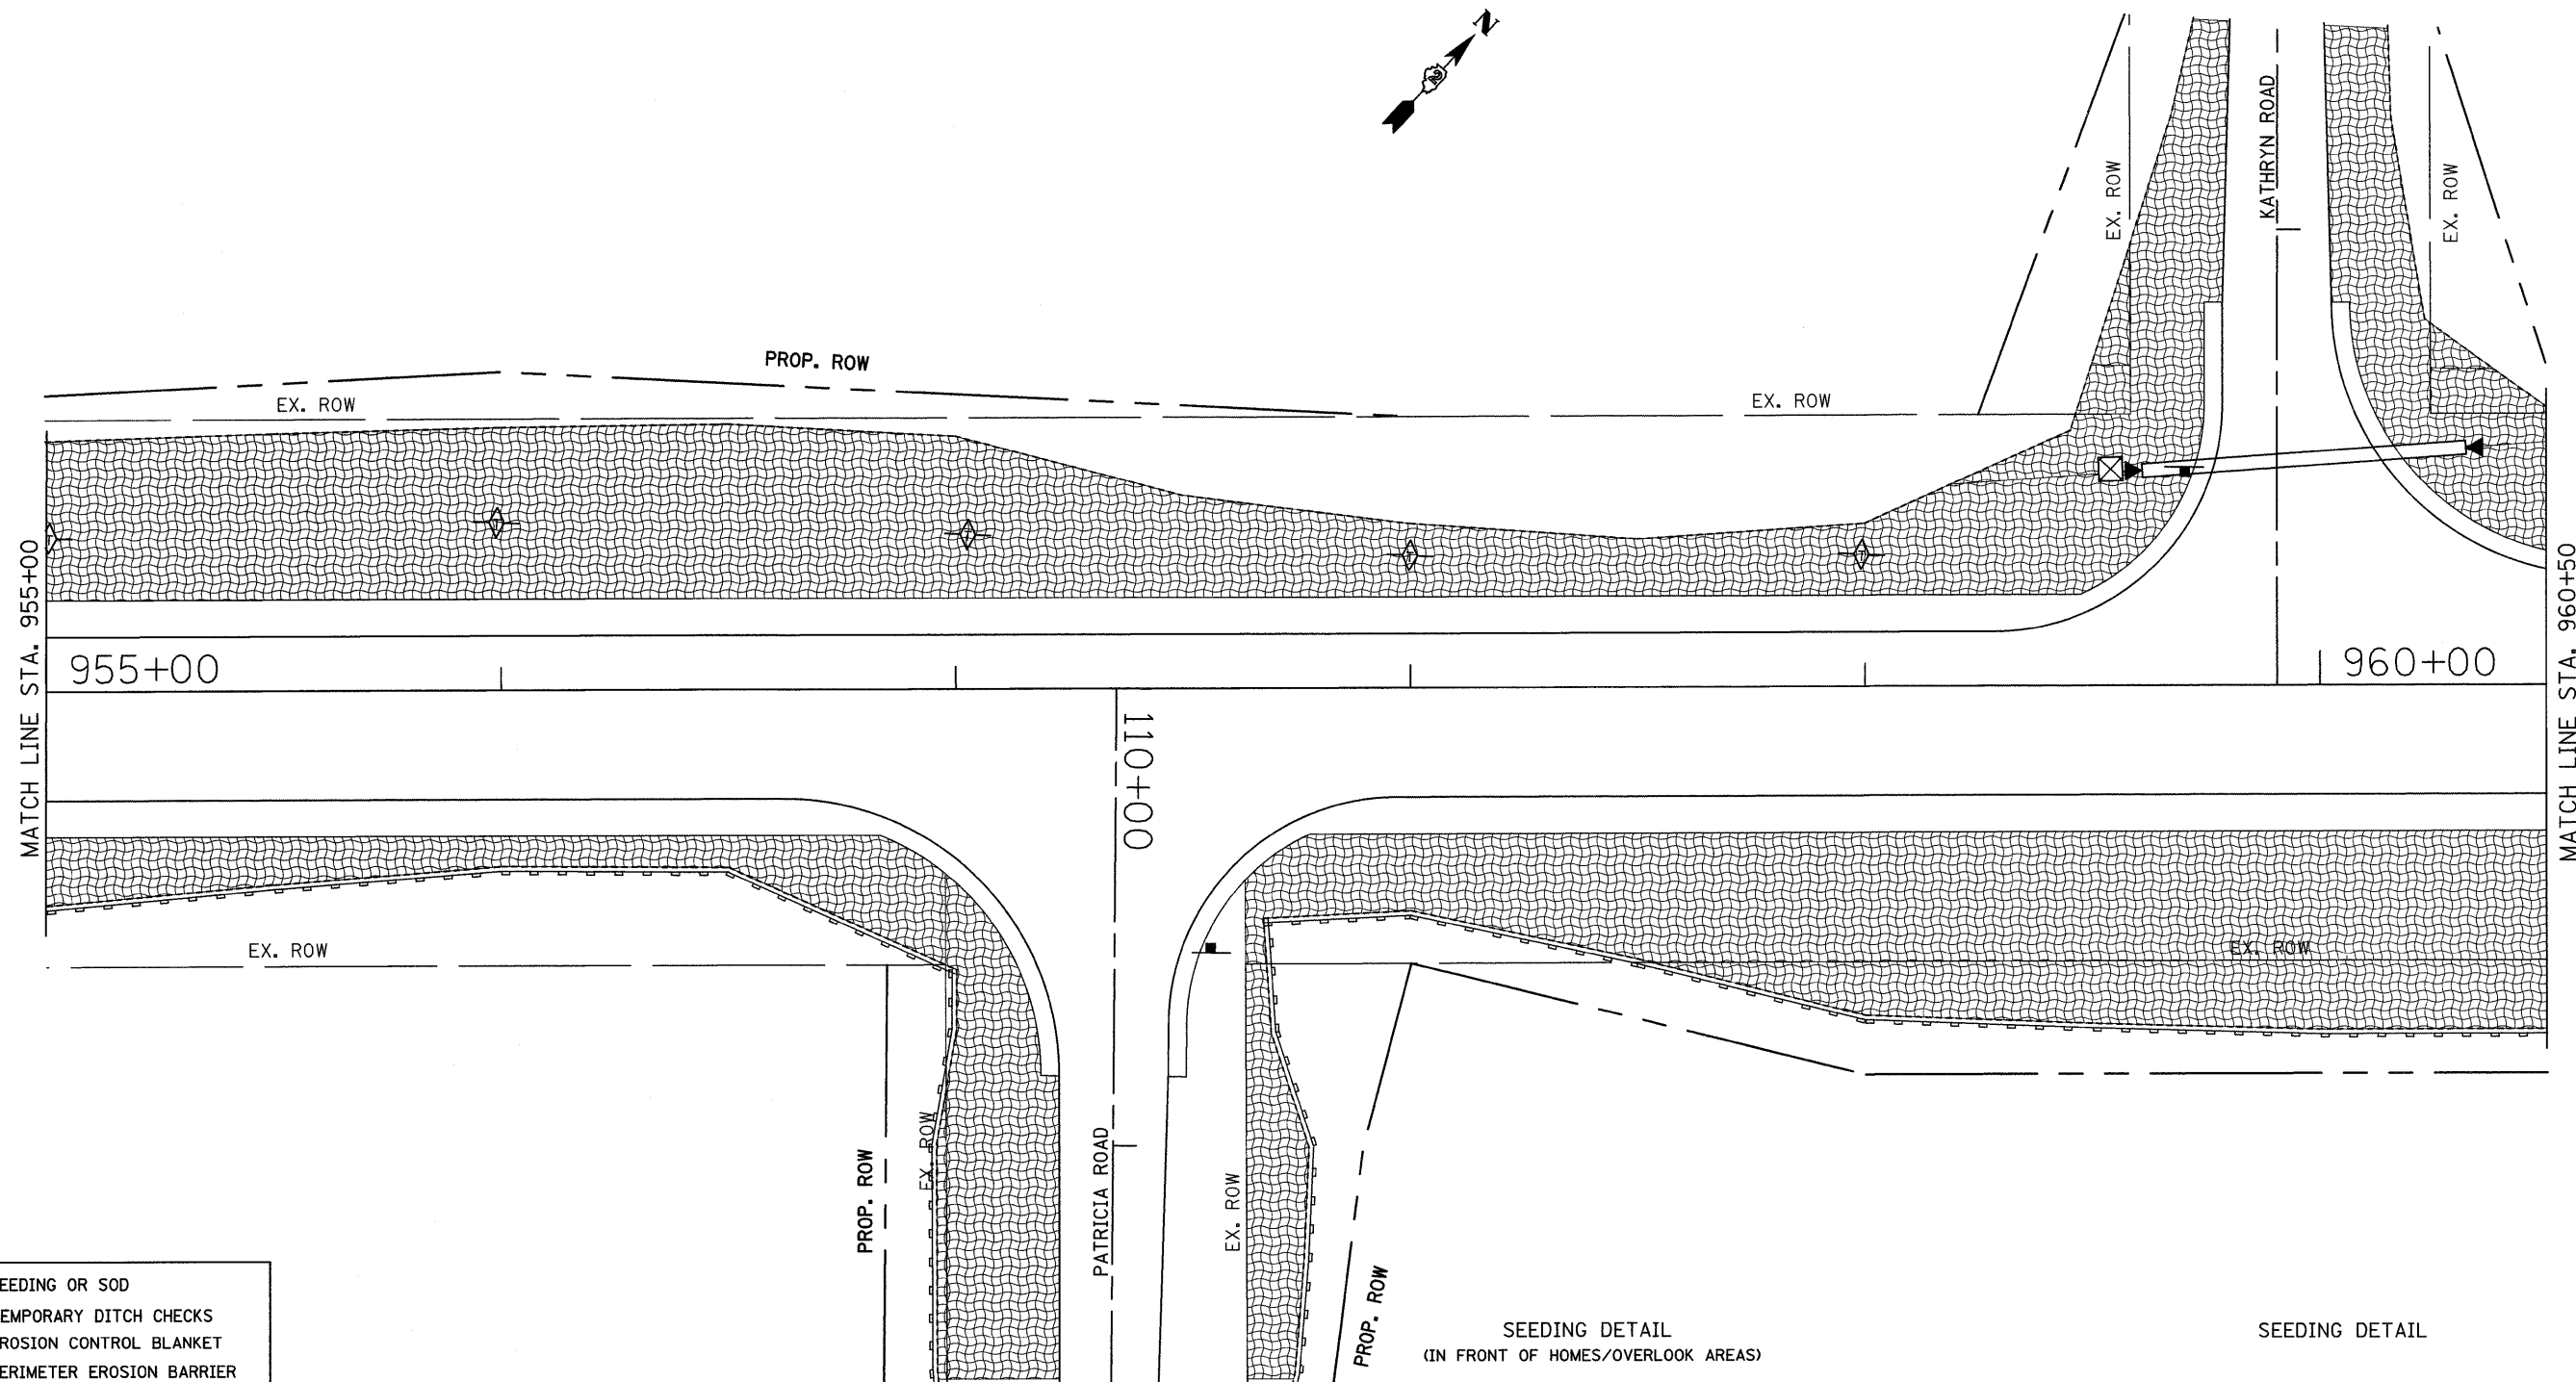 N
2
KATHRYN ROAD
EX. ROW
EX. ROW
PROP. ROW
EX. ROW
EX. ROW
T
T
T
T
T
MATCH LINE STA. 955+00
MATCH LINE STA. 960+50
955+00
960+00
110+00
EX. ROW
EX. ROW
PROP. ROW
EX. ROW
PATRICIA ROAD
EX. ROW
PROP. ROW
EEDING OR SOD
EMPORARY DITCH CHECKS
ROSION CONTROL BLANKET
ERIMETER EROSION BARRIER
SEEDING DETAIL
(IN FRONT OF HOMES/OVERLOOK AREAS)
SEEDING DETAIL